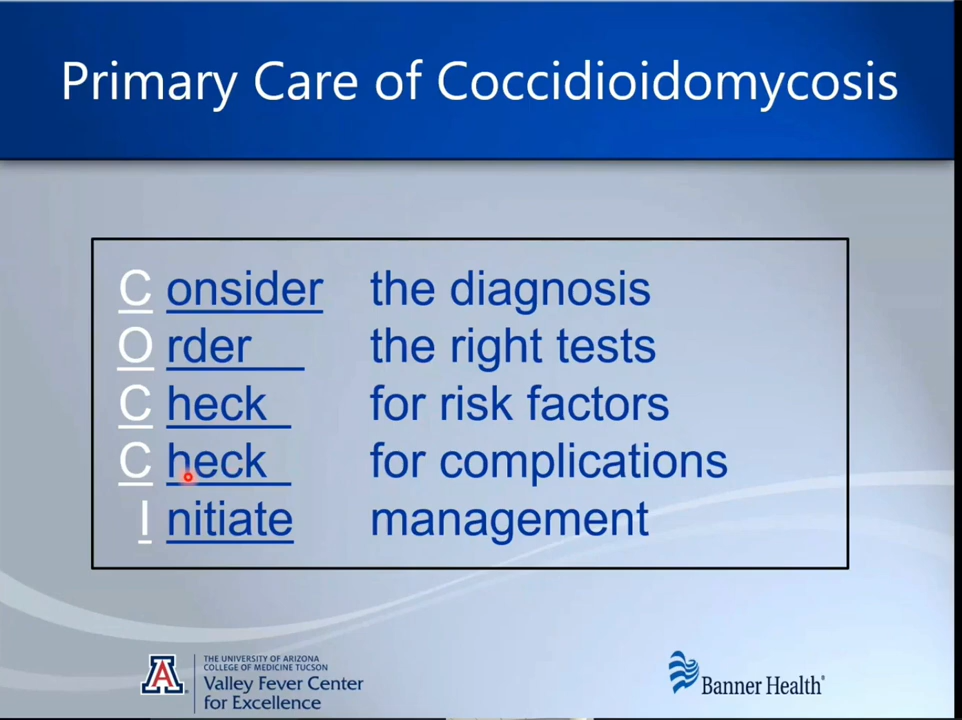 Primary Care of Coccidioidomycosis
C onsider the diagnosis
O rder the right tests
C heck for risk factors
C heck for complications
I nitiate management
THE UNIVERSITY OF ARIZONA
COLLEGE OF MEDICINE TUCSON
Valley Fever Center
for Excellence
Banner Health